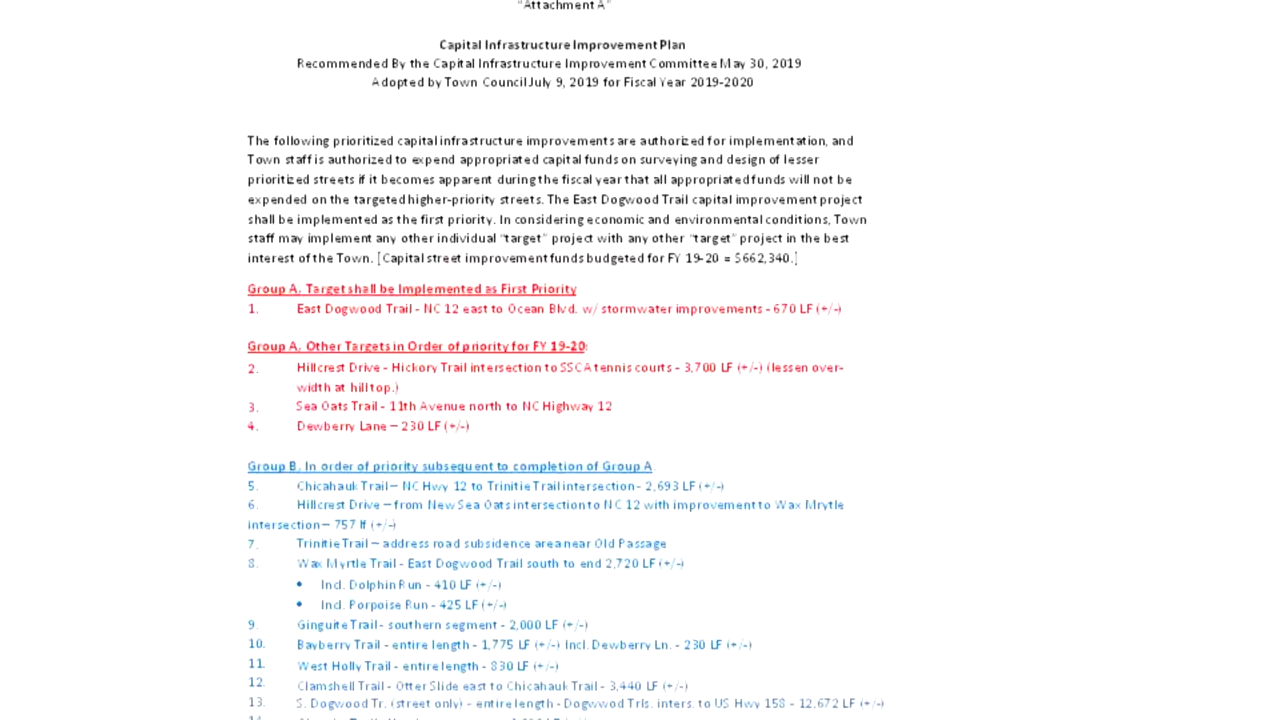 "Attachment A"
Capital Infrastructure Improvement Plan
Recommended By the Capital Infrastructure Improvement Committee May 30, 2019
Adopted by Town Council July 9, 2019 for Fiscal Year 2019-2020
The following prioritized capital infrastructure improvements are authorized for implementation, and
Town staff is authorized to expend appropriated capital funds on surveying and design of lesser
prioritized streets if it becomes apparent during the fiscal year that all appropriated funds will not be
expended on the targeted higher-priority streets. The East Dogwood Trail capital improvement project
shall be implemented as the first priority. In considering economic and environmental conditions, Town
staff may implement any other individual "target" project with any other "target" project in the best
interest of the Town. [Capital street improvement funds budgeted for FY 19-20 = $662,340.]
Group A. Target shall be Implemented as First Priority
1. East Dogwood Trail - NC 12 east to Ocean Blvd. w/ stormwater improvements - 670 LF (+/-)
Group A. Other Targets in Order of priority for FY 19-20:
2. Hillcrest Drive - Hickory Trail intersection to SSCA tennis courts - 3,700 LF (+/-) (lessen over-
width at hilltop.)
3. Sea Oats Trail - 11th Avenue north to NC Highway 12
4. Dewberry Lane – 230 LF (+/-)
Group B. In order of priority subsequent to completion of Group A
5. Chicahauk Trail – NC Hwy 12 to Trinitie Trail intersection - 2,693 LF (+/-)
6. Hillcrest Drive – from New Sea Oats intersection to NC 12 with improvement to Wax Mrytle
intersection – 757 lf (+/-)
7. Trinitie Trail – address road subsidence area near Old Passage
8. Wax Myrtle Trail - East Dogwood Trail south to end 2,720 LF (+/-)
• Incl. Dolphin Run - 410 LF (+/-)
• Incl. Porpoise Run - 425 LF (+/-)
9. Ginguite Trail - southern segment - 2,000 LF (+/-)
10. Bayberry Trail - entire length - 1,775 LF (+/-) Incl. Dewberry Ln. - 230 LF (+/-)
11. West Holly Trail - entire length - 830 LF (+/-)
12. Clamshell Trail - Otter Slide east to Chicahauk Trail - 3,440 LF (+/-)
13. S. Dogwood Tr. (street only) - entire length - Dogwood Trls. inters. to US Hwy 158 - 12,672 LF (+/-)